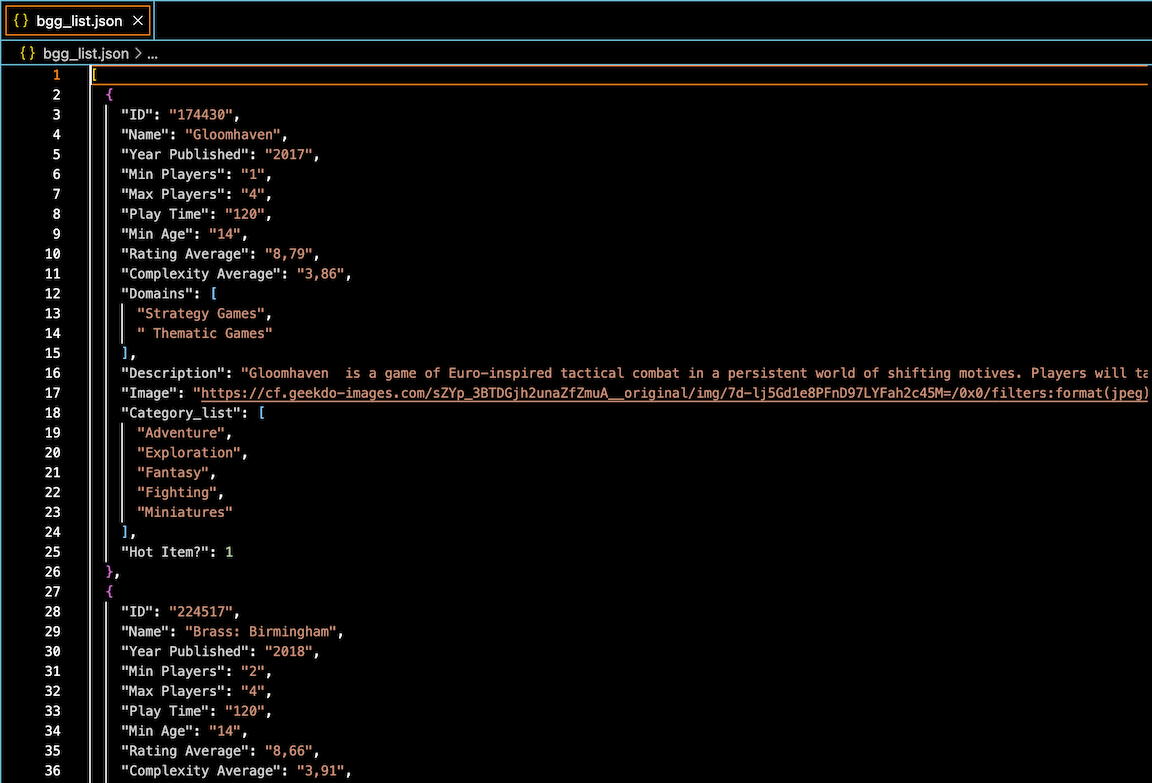 {} bgg_list.json ×
{} bgg_list.json > ...
1 [
2 {
3 "ID": "174430",
4 "Name": "Gloomhaven",
5 "Year Published": "2017",
6 "Min Players": "1",
7 "Max Players": "4",
8 "Play Time": "120",
9 "Min Age": "14",
10 "Rating Average": "8,79",
11 "Complexity Average": "3,86",
12 "Domains": [
13 "Strategy Games",
14 " Thematic Games"
15 ],
16 "Description": "Gloomhaven  is a game of Euro-inspired tactical combat in a persistent world of shifting motives. Players will ta
17 "Image": "https://cf.geekdo-images.com/sZYp_3BTDGjh2unaZfZmuA__original/img/7d-lj5Gd1e8PFnD97LYFah2c45M=/0x0/filters:format(jpeg)
18 "Category_list": [
19 "Adventure",
20 "Exploration",
21 "Fantasy",
22 "Fighting",
23 "Miniatures"
24 ],
25 "Hot Item?": 1
26 },
27 {
28 "ID": "224517",
29 "Name": "Brass: Birmingham",
30 "Year Published": "2018",
31 "Min Players": "2",
32 "Max Players": "4",
33 "Play Time": "120",
34 "Min Age": "14",
35 "Rating Average": "8,66",
36 "Complexity Average": "3,91",